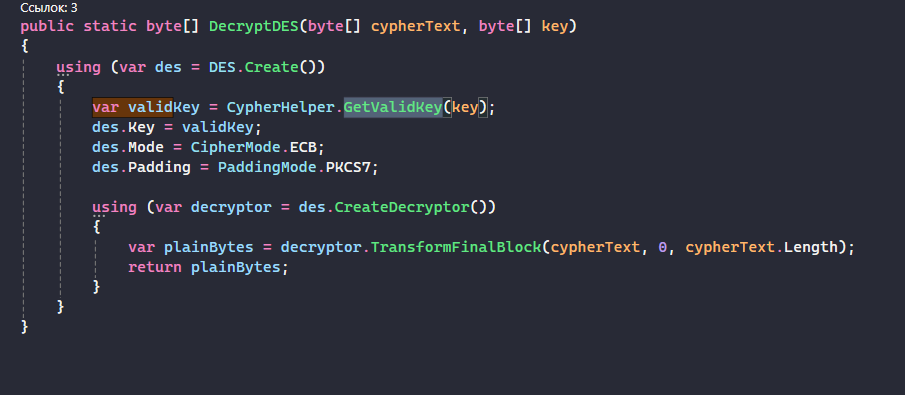 Ссылок: 3
public static byte[] DecryptDES(byte[] cypherText, byte[] key)
{
using (var des = DES.Create())
{
var validKey = CypherHelper.GetValidKey(key);
des.Key = validKey;
des.Mode = CipherMode.ECB;
des.Padding = PaddingMode.PKCS7;
using (var decryptor = des.CreateDecryptor())
{
var plainBytes = decryptor.TransformFinalBlock(cypherText, 0, cypherText.Length);
return plainBytes;
}
}
}